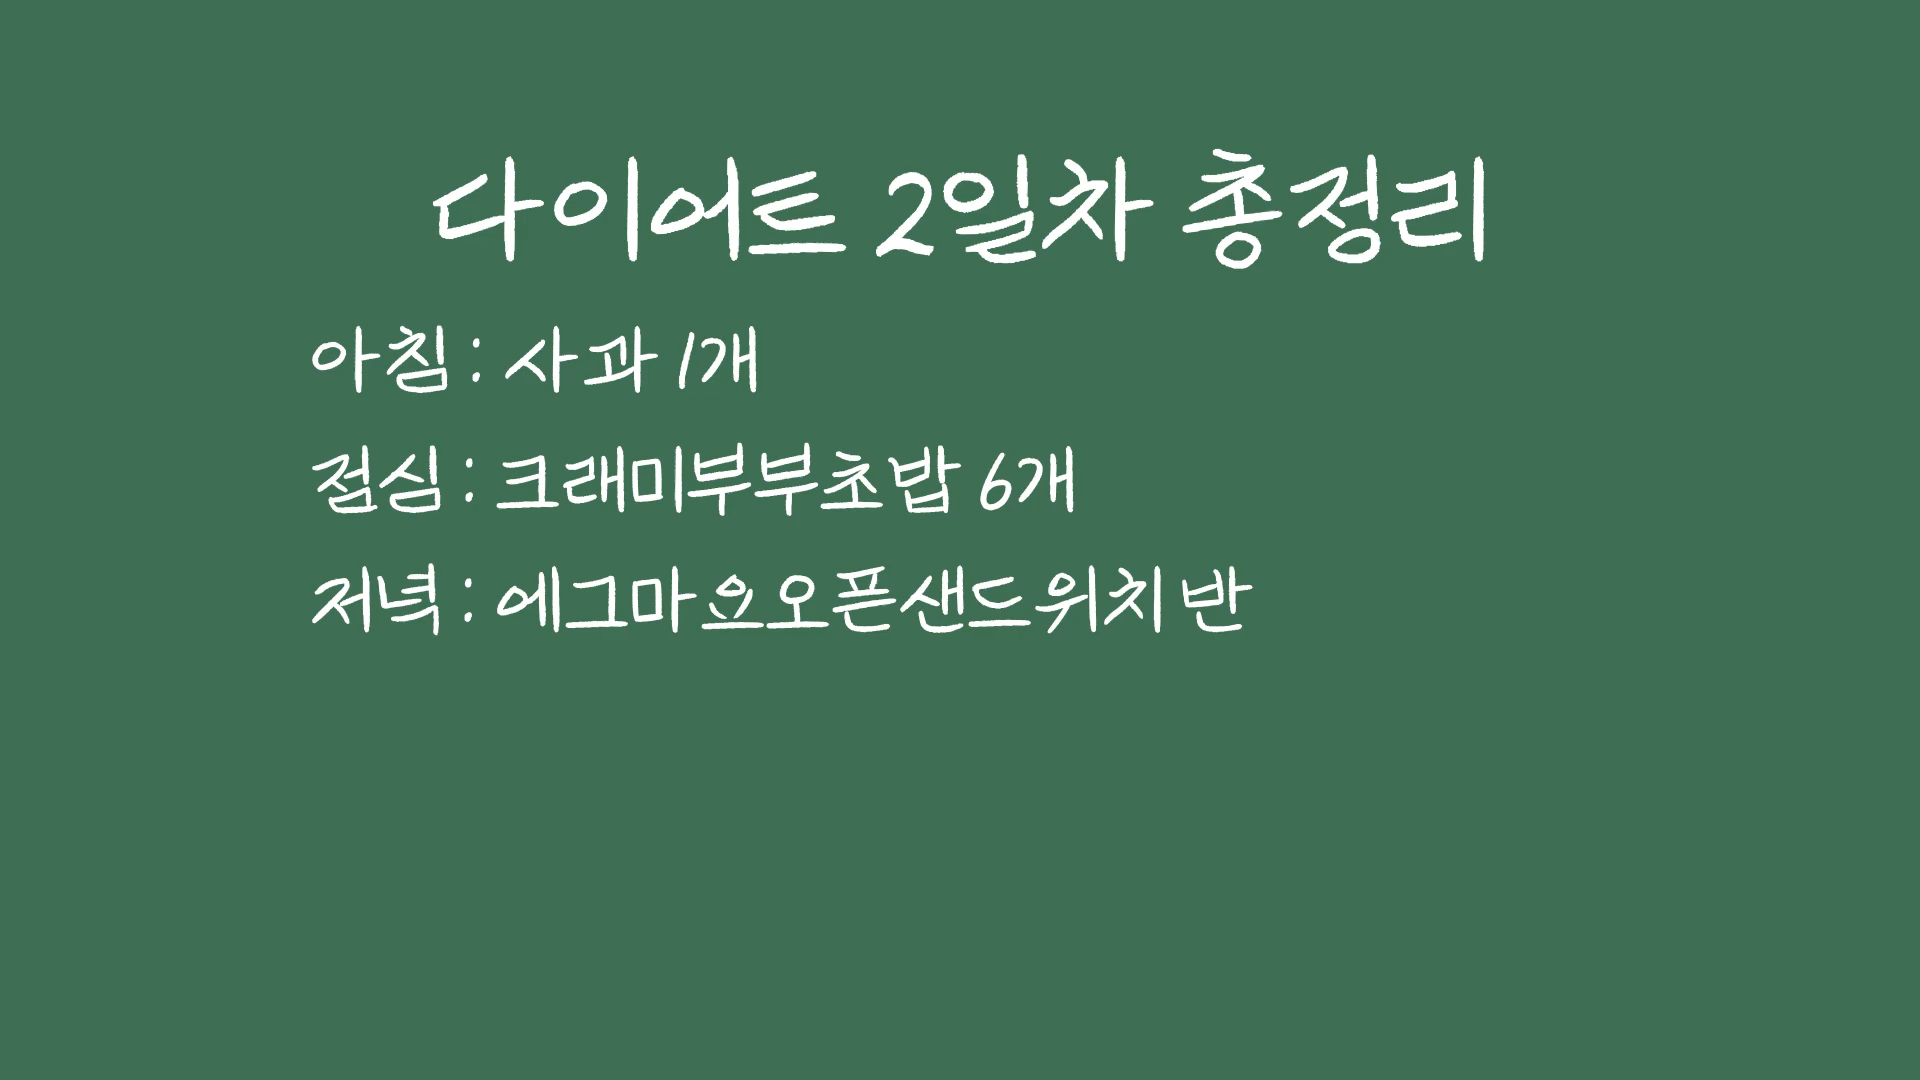 다이어트 2일차 총정리
아침 : 사과 1개
점심 : 크래미부부초밥 6개
저녁 : 에그마요오픈샌드위치 반